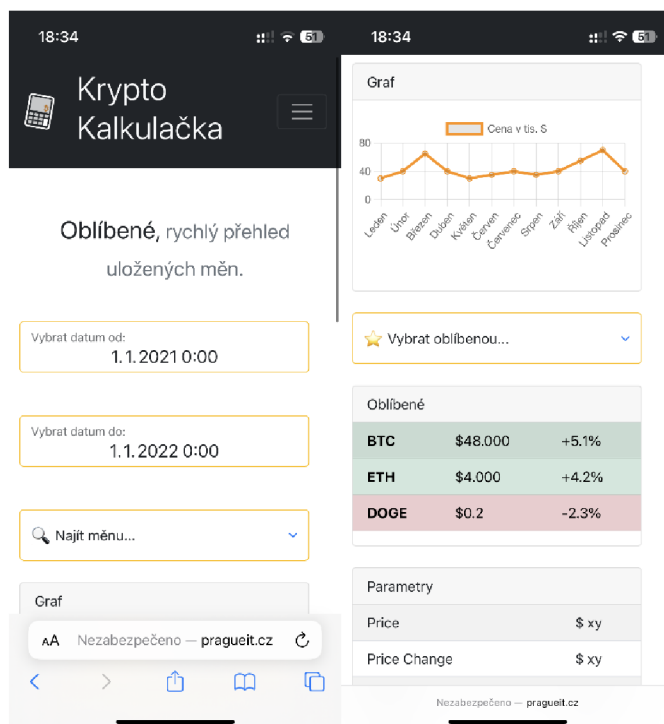 18:34
51
Krypto
Kalkulačka
Oblíbené, rychlý přehled
uložených měn.
Vybrat datum od:
1.1.2021 0:00
Vybrat datum do:
1.1.2022 0:00
Najít měnu...
Graf
AA Nezabezpečeno — pragueit.cz
18:34
51
Graf
Cena v tis. $
80
40
0
Leden
Únor
Březen
Duben
Květen
Červen
Červenec
Srpen
Září
Říjen
Listopad
Prosinec
Vybrat oblíbenou...
Oblíbené
BTC $48.000 +5.1%
ETH $4.000 +4.2%
DOGE $0.2 -2.3%
Parametry
Price $ xy
Price Change $ xy
Nezabezpečeno — pragueit.cz